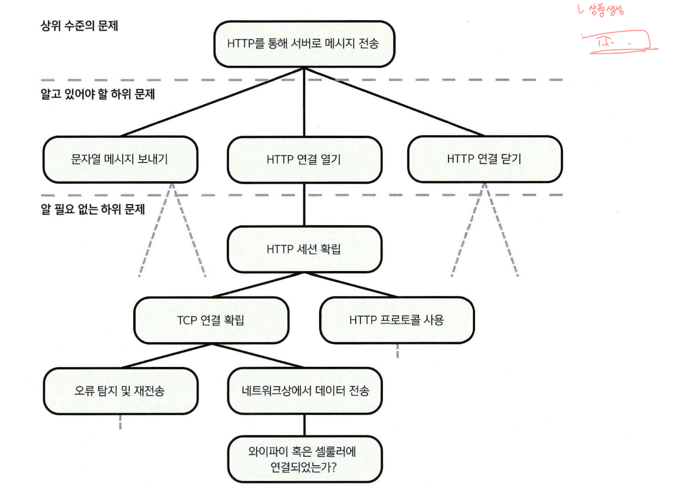 상위 수준의 문제
HTTP를 통해 서버로 메시지 전송
알고 있어야 할 하위 문제
문자열 메시지 보내기
HTTP 연결 열기
HTTP 연결 닫기
알 필요 없는 하위 문제
HTTP 세션 확립
TCP 연결 확립
HTTP 프로토콜 사용
오류 탐지 및 재전송
네트워크상에서 데이터 전송
와이파이 혹은 셀룰러에
연결되었는가?